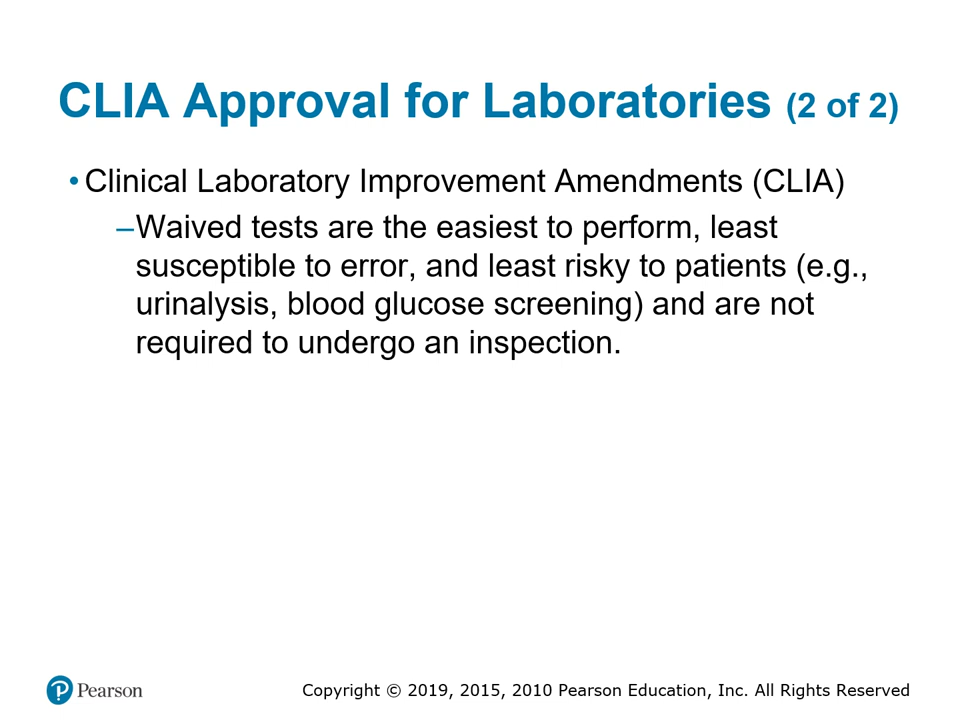 CLIA Approval for Laboratories (2 of 2)
• Clinical Laboratory Improvement Amendments (CLIA)
–Waived tests are the easiest to perform, least
susceptible to error, and least risky to patients (e.g.,
urinalysis, blood glucose screening) and are not
required to undergo an inspection.
Pearson
Copyright © 2019, 2015, 2010 Pearson Education, Inc. All Rights Reserved